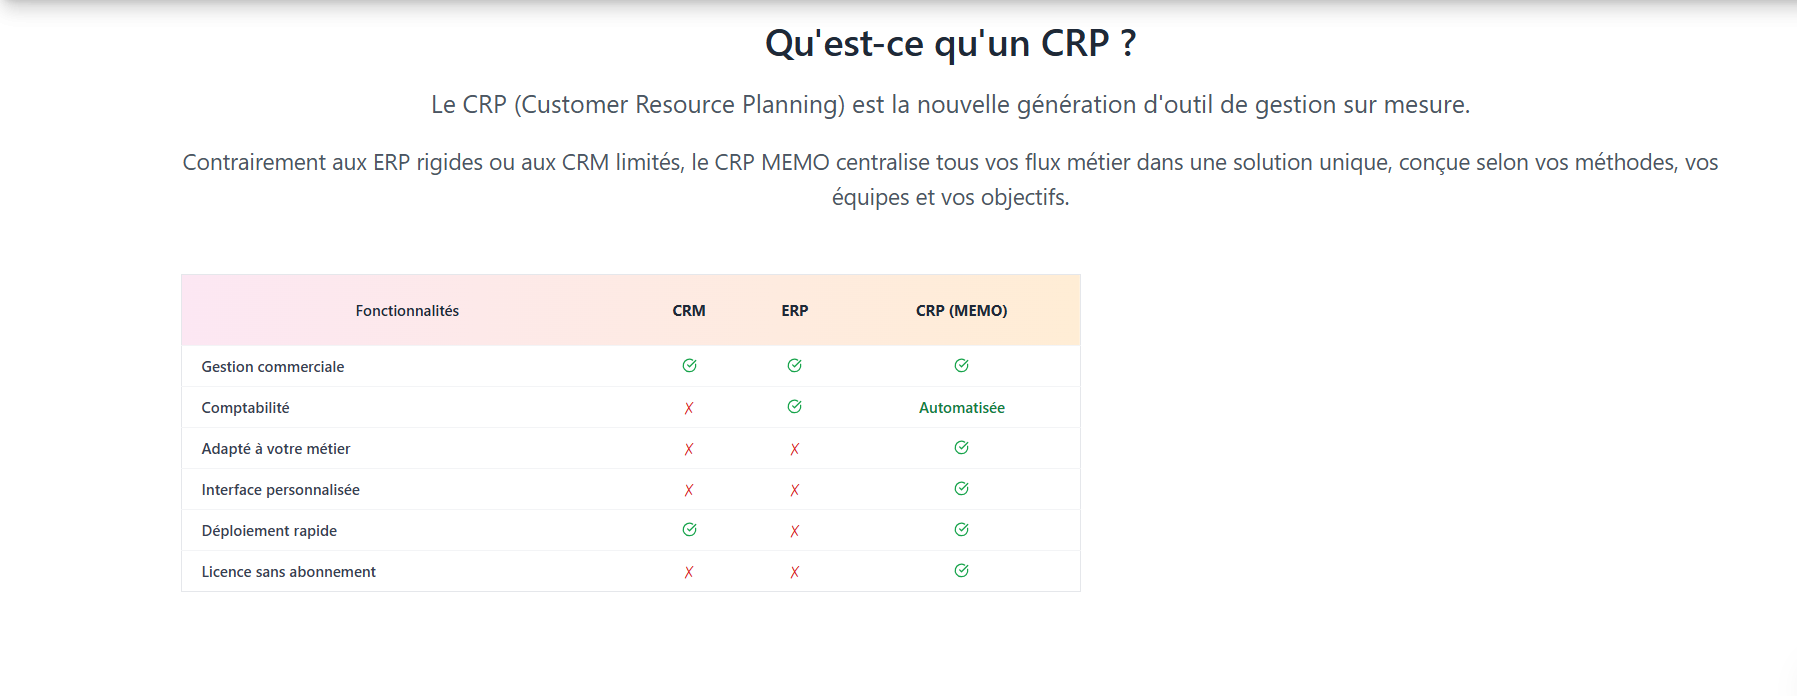 Qu'est-ce qu'un CRP ?
Le CRP (Customer Resource Planning) est la nouvelle génération d'outil de gestion sur mesure.
Contrairement aux ERP rigides ou aux CRM limités, le CRP MEMO centralise tous vos flux métier dans une solution unique, conçue selon vos méthodes, vos
équipes et vos objectifs.
Fonctionnalités CRM ERP CRP (MEMO)
Gestion commerciale
Comptabilité Automatisée
Adapté à votre métier
Interface personnalisée
Déploiement rapide
Licence sans abonnement